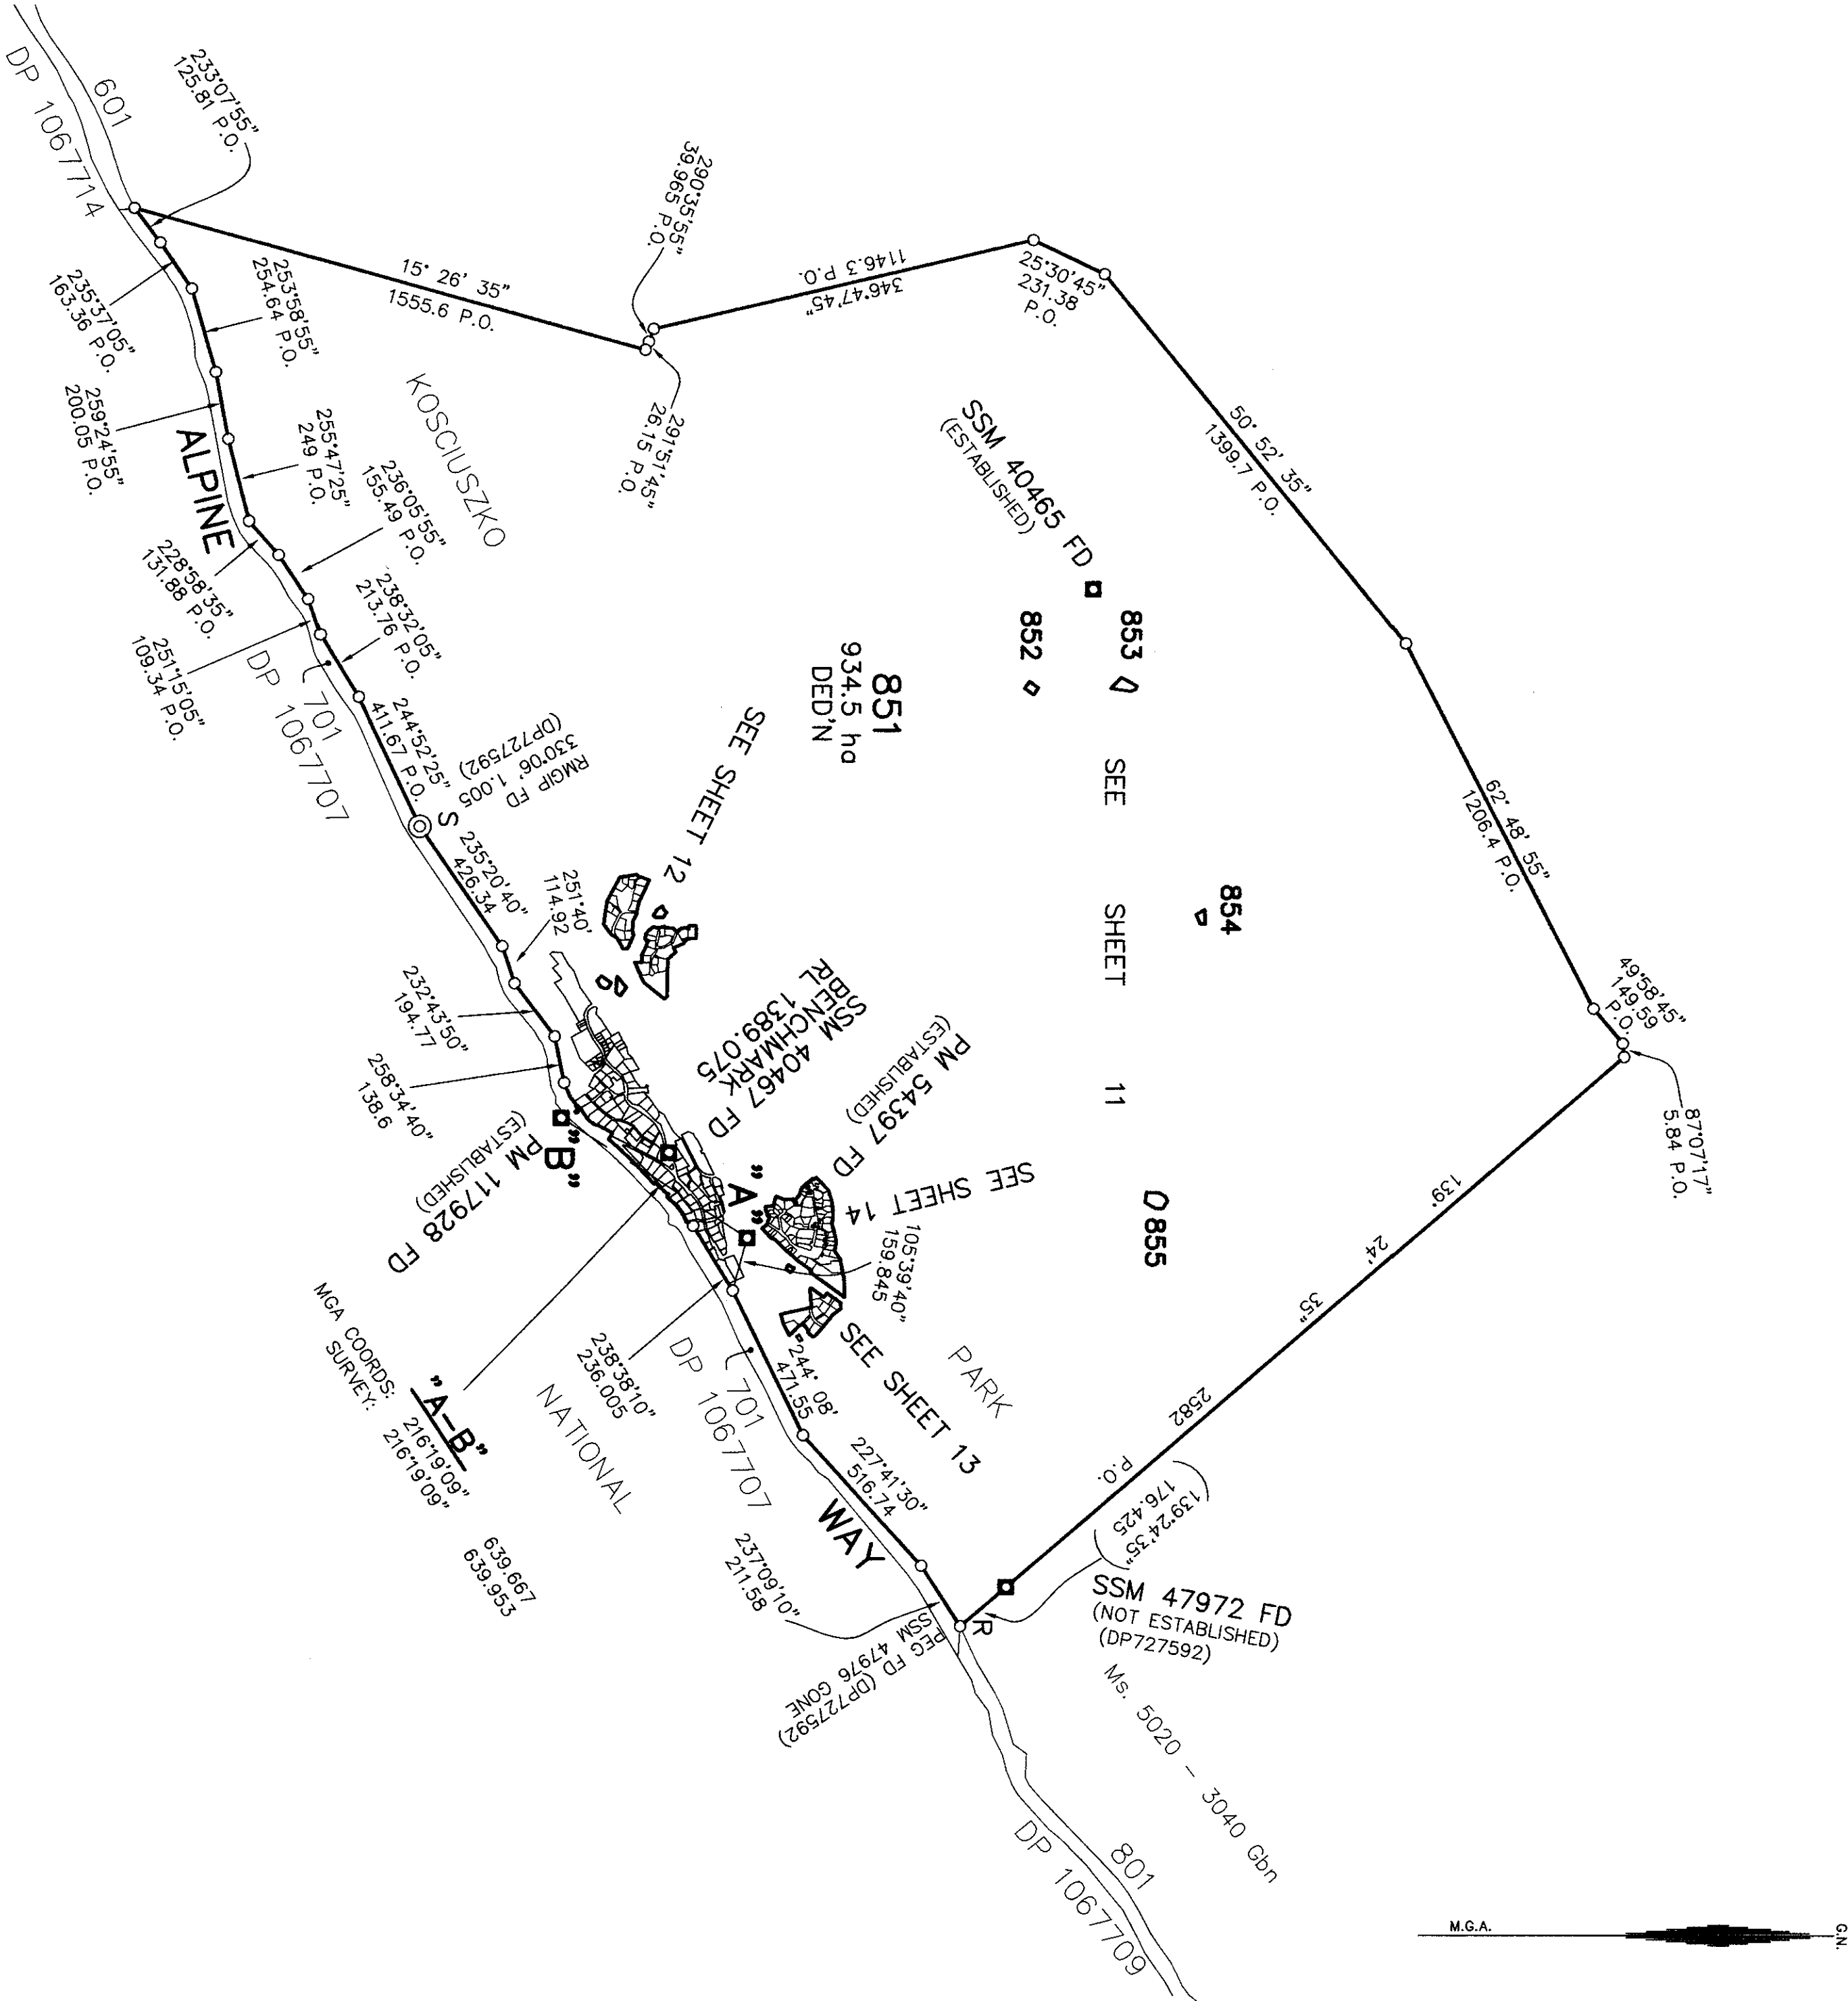 G.N.
M.G.A.
601
DP 1067714
233°07'55"
125.81 P.O.
235°37'05"
163.36 P.O.
253°58'55"
254.64 P.O.
259°24'55"
200.05 P.O.
255°47'25"
249 P.O.
228°58'35"
131.88 P.O.
236°05'55"
155.49 P.O.
251°15'05"
109.34 P.O.
238°32'05"
213.76 P.O.
244°52'25"
411.67 P.O.
ALPINE
KOSCIUSZKO
701
DP 1067707
15° 26' 35"
1555.6 P.O.
291°51'45"
26.15 P.O.
290°35'55"
39.965 P.O.
346°47'45"
1146.3 P.O.
25°30'45"
231.38
P.O.
50° 52' 35"
1399.7 P.O.
62° 48' 55"
1206.4 P.O.
49°58'45"
149.59
P.O.
87°07'17"
5.84 P.O.
139° 24' 35"
2582 P.O.
(139°24'35"
176.425)
SSM 47972 FD
(NOT ESTABLISHED)
(DP727592)
Ms. 5020 - 3040 Gbn
801
DP 1067709
R
PEG FD (DP727592)
SSM 47976 GONE
237°09'10"
211.58
227°41'30"
516.74
WAY
244° 08'
471.55
701
DP 1067707
238°38'10"
236.005
NATIONAL
PARK
105°39'40"
159.845
SEE SHEET 13
SEE SHEET 14
PM 54397 FD
(ESTABLISHED)
"A"
SSM 40467 FD
BENCHMARK
RL 1389.075
"B"
PM 117928 FD
(ESTABLISHED)
"A-B"
MGA COORDS: 216°19'09" 639.667
SURVEY: 216°19'09" 639.953
258°34'40"
138.6
232°43'50"
194.77
251°40'
114.92
235°20'40"
426.34
S
RMGIP FD
330°06' 1.005
(DP727592)
SEE SHEET 12
851
934.5 ha
DED'N
SSM 40465 FD
(ESTABLISHED)
852
853
854
855
SEE SHEET 11